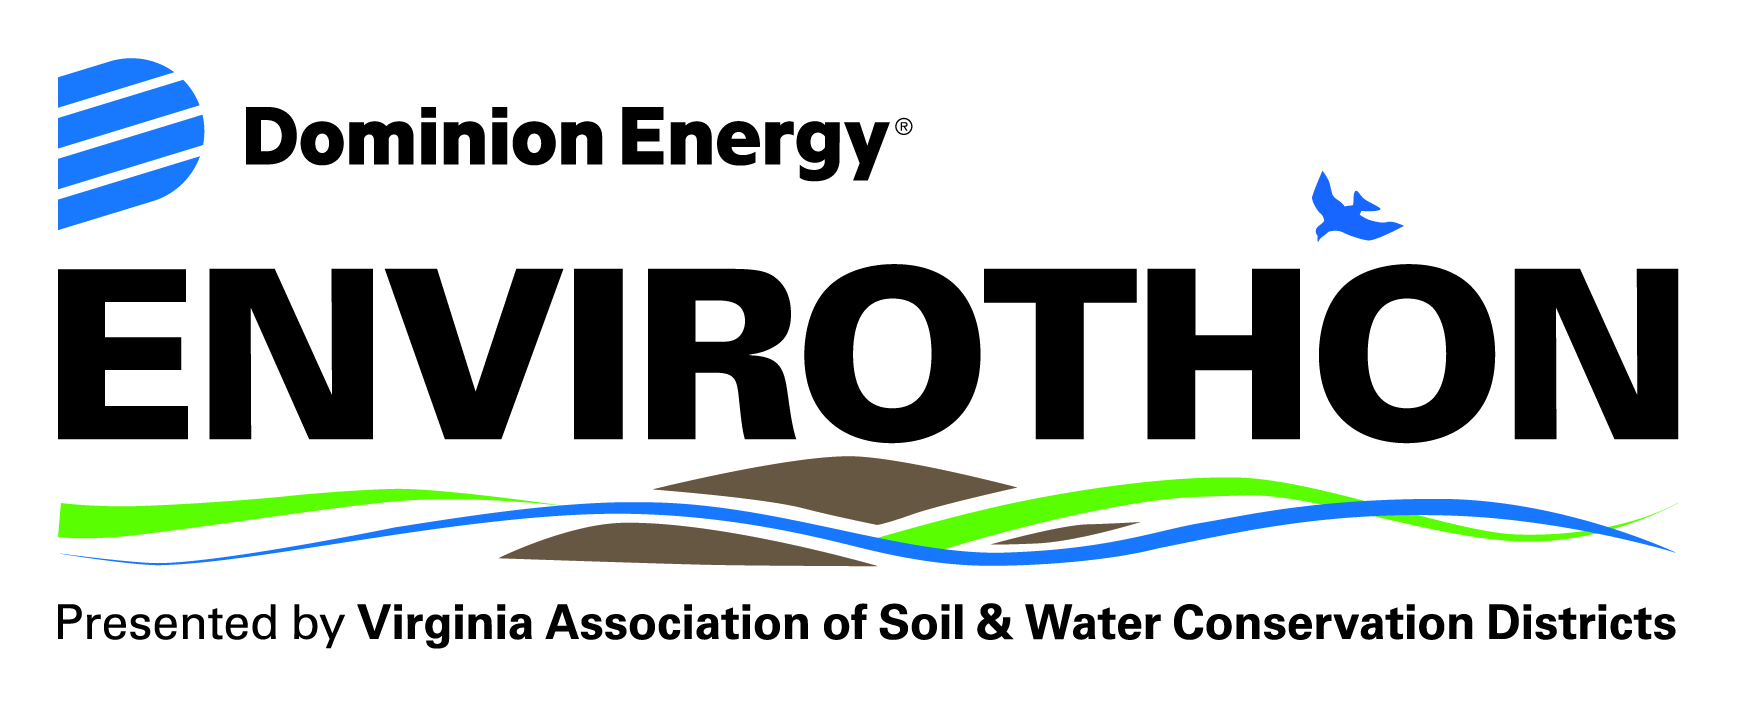 Dominion Energy®
ENVIROTHON
Presented by Virginia Association of Soil & Water Conservation Districts